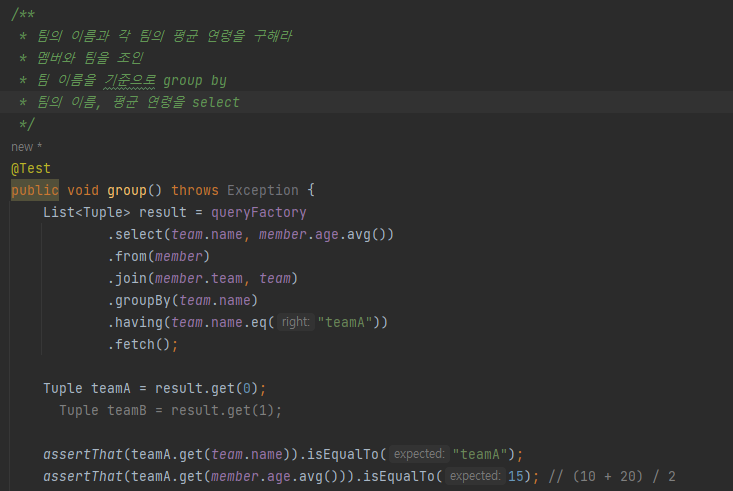 /**
* 팀의 이름과 각 팀의 평균 연령을 구해라
* 멤버와 팀을 조인
* 팀 이름을 기준으로 group by
* 팀의 이름, 평균 연령을 select
*/
new *
@Test
public void group() throws Exception {
List<Tuple> result = queryFactory
.select(team.name, member.age.avg())
.from(member)
.join(member.team, team)
.groupBy(team.name)
.having(team.name.eq( right: "teamA"))
.fetch();
Tuple teamA = result.get(0);
Tuple teamB = result.get(1);
assertThat(teamA.get(team.name)).isEqualTo( expected: "teamA");
assertThat(teamA.get(member.age.avg())).isEqualTo( expected: 15); // (10 + 20) / 2